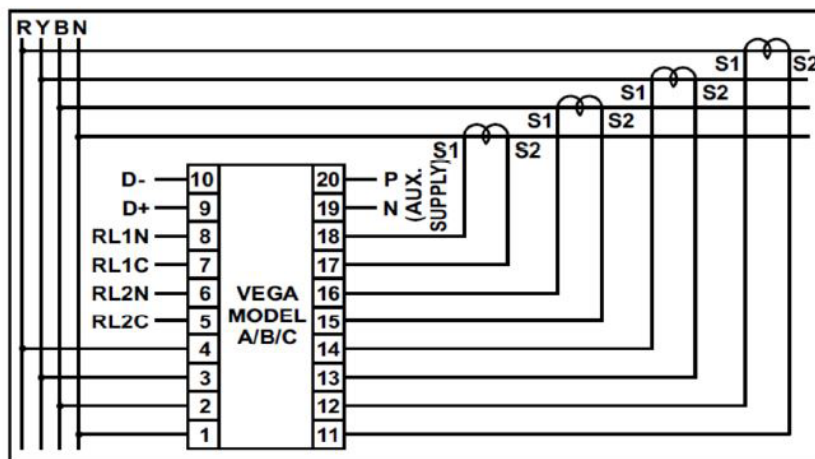 R Y B N
S1 S2
S1 S2
S1 S2
S1 S2
D- 10 20 P
D+ 9 19 N
(AUX. SUPPLY)
RL1N 8 18
RL1C 7 17
RL2N 6 16
RL2C 5 15
VEGA
MODEL
A/B/C
4 14
3 13
2 12
1 11